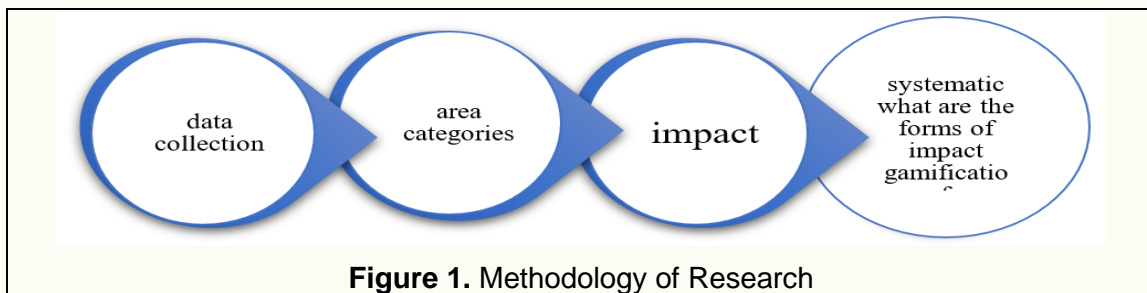 data
collection
area
categories
impact
systematic
what are the
forms of
impact
gamificatio
Figure 1. Methodology of Research